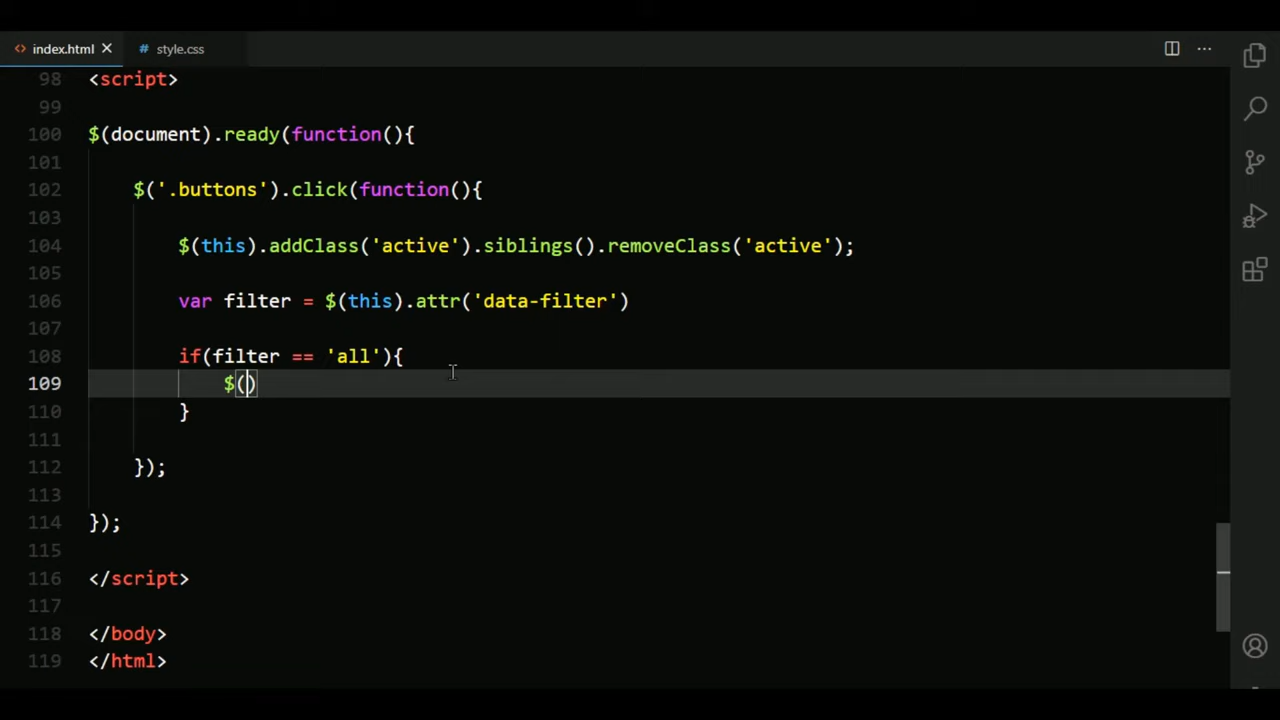 index.html
style.css
98 <script>
99
100 $(document).ready(function(){
101
102 $('.buttons').click(function(){
103
104 $(this).addClass('active').siblings().removeClass('active');
105
106 var filter = $(this).attr('data-filter')
107
108 if(filter == 'all'){
109 $()
110 }
111
112 });
113
114 });
115
116 </script>
117
118 </body>
119 </html>